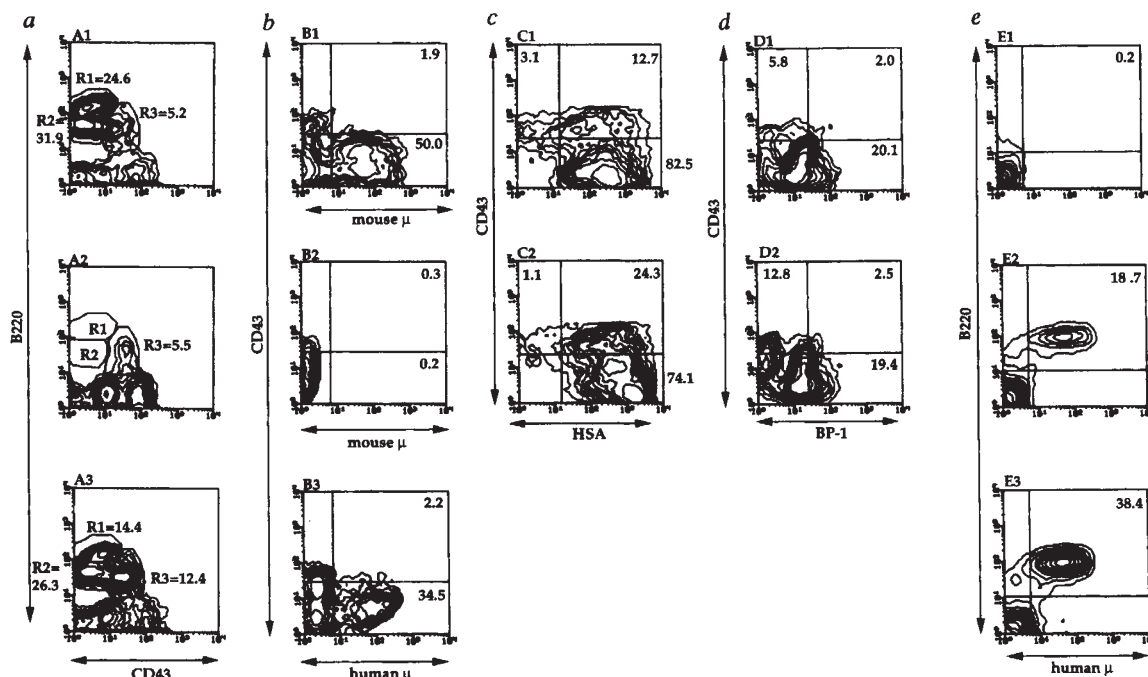 a
b
c
d
e
B220
A1
R1=24.6
R2=
31.9
R3=5.2
A2
R1
R2
R3=5.5
A3
R1=14.4
R2=
26.3
R3=12.4
CD43
CD43
B1
1.9
50.0
mouse µ
B2
0.3
0.2
mouse µ
B3
2.2
34.5
human µ
CD43
C1
3.1
12.7
82.5
C2
1.1
24.3
74.1
HSA
CD43
D1
5.8
2.0
20.1
D2
12.8
2.5
19.4
BP-1
B220
E1
0.2
E2
18.7
E3
38.4
human µ